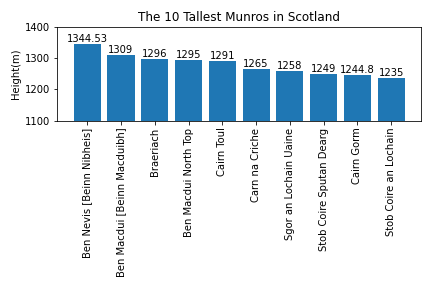 The 10 Tallest Munros in Scotland
Height(m)
1400
1300
1200
1100
1344.53
1309
1296
1295
1291
1265
1258
1249
1244.8
1235
Ben Nevis [Beinn Nibheis]
Ben Macdui [Beinn Macduibh]
Braeriach
Ben Macdui North Top
Cairn Toul
Carn na Criche
Sgor an Lochain Uaine
Stob Coire Sputan Dearg
Cairn Gorm
Stob Coire an Lochain